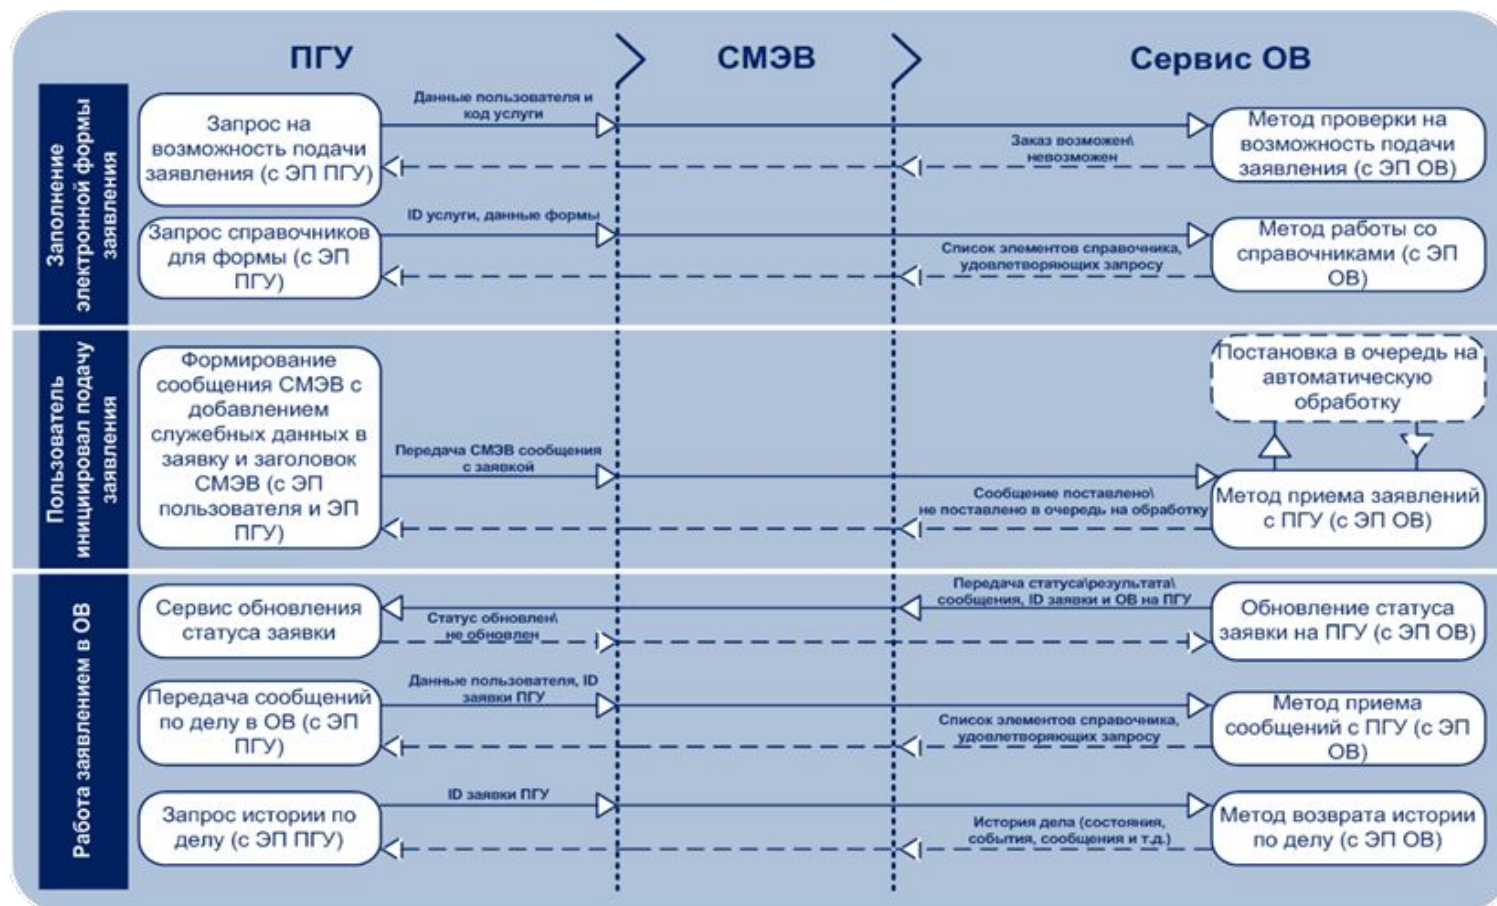 ПГУ
СМЭВ
Сервис ОВ
Заполнение
электронной формы
заявления
Запрос на
возможность подачи
заявления (с ЭП ПГУ)
Данные пользователя и
код услуги
Заказ возможен\
невозможен
Метод проверки на
возможность подачи
заявления (с ЭП ОВ)
Запрос справочников
для формы (с ЭП
ПГУ)
ID услуги, данные формы
Список элементов справочника,
удовлетворяющих запросу
Метод работы со
справочниками (с ЭП
ОВ)
Пользователь
инициировал подачу
заявления
Формирование
сообщения СМЭВ с
добавлением
служебных данных в
заявку и заголовок
СМЭВ (с ЭП
пользователя и ЭП
ПГУ)
Передача СМЭВ сообщения
с заявкой
Сообщение поставлено\
не поставлено в очередь на обработку
Постановка в очередь на
автоматическую
обработку
Метод приема заявлений
с ПГУ (с ЭП ОВ)
Работа заявлением в ОВ
Сервис обновления
статуса заявки
Статус обновлен\
не обновлен
Передача статуса\результата\
сообщения, ID заявки и ОВ на ПГУ
Обновление статуса
заявки на ПГУ (с ЭП ОВ)
Передача сообщений
по делу в ОВ (с ЭП
ПГУ)
Данные пользователя, ID
заявки ПГУ
Список элементов справочника,
удовлетворяющих запросу
Метод приема
сообщений с ПГУ (с ЭП
ОВ)
Запрос истории по
делу (с ЭП ПГУ)
ID заявки ПГУ
История дела (состояния,
события, сообщения и т.д.)
Метод возврата истории
по делу (с ЭП ОВ)